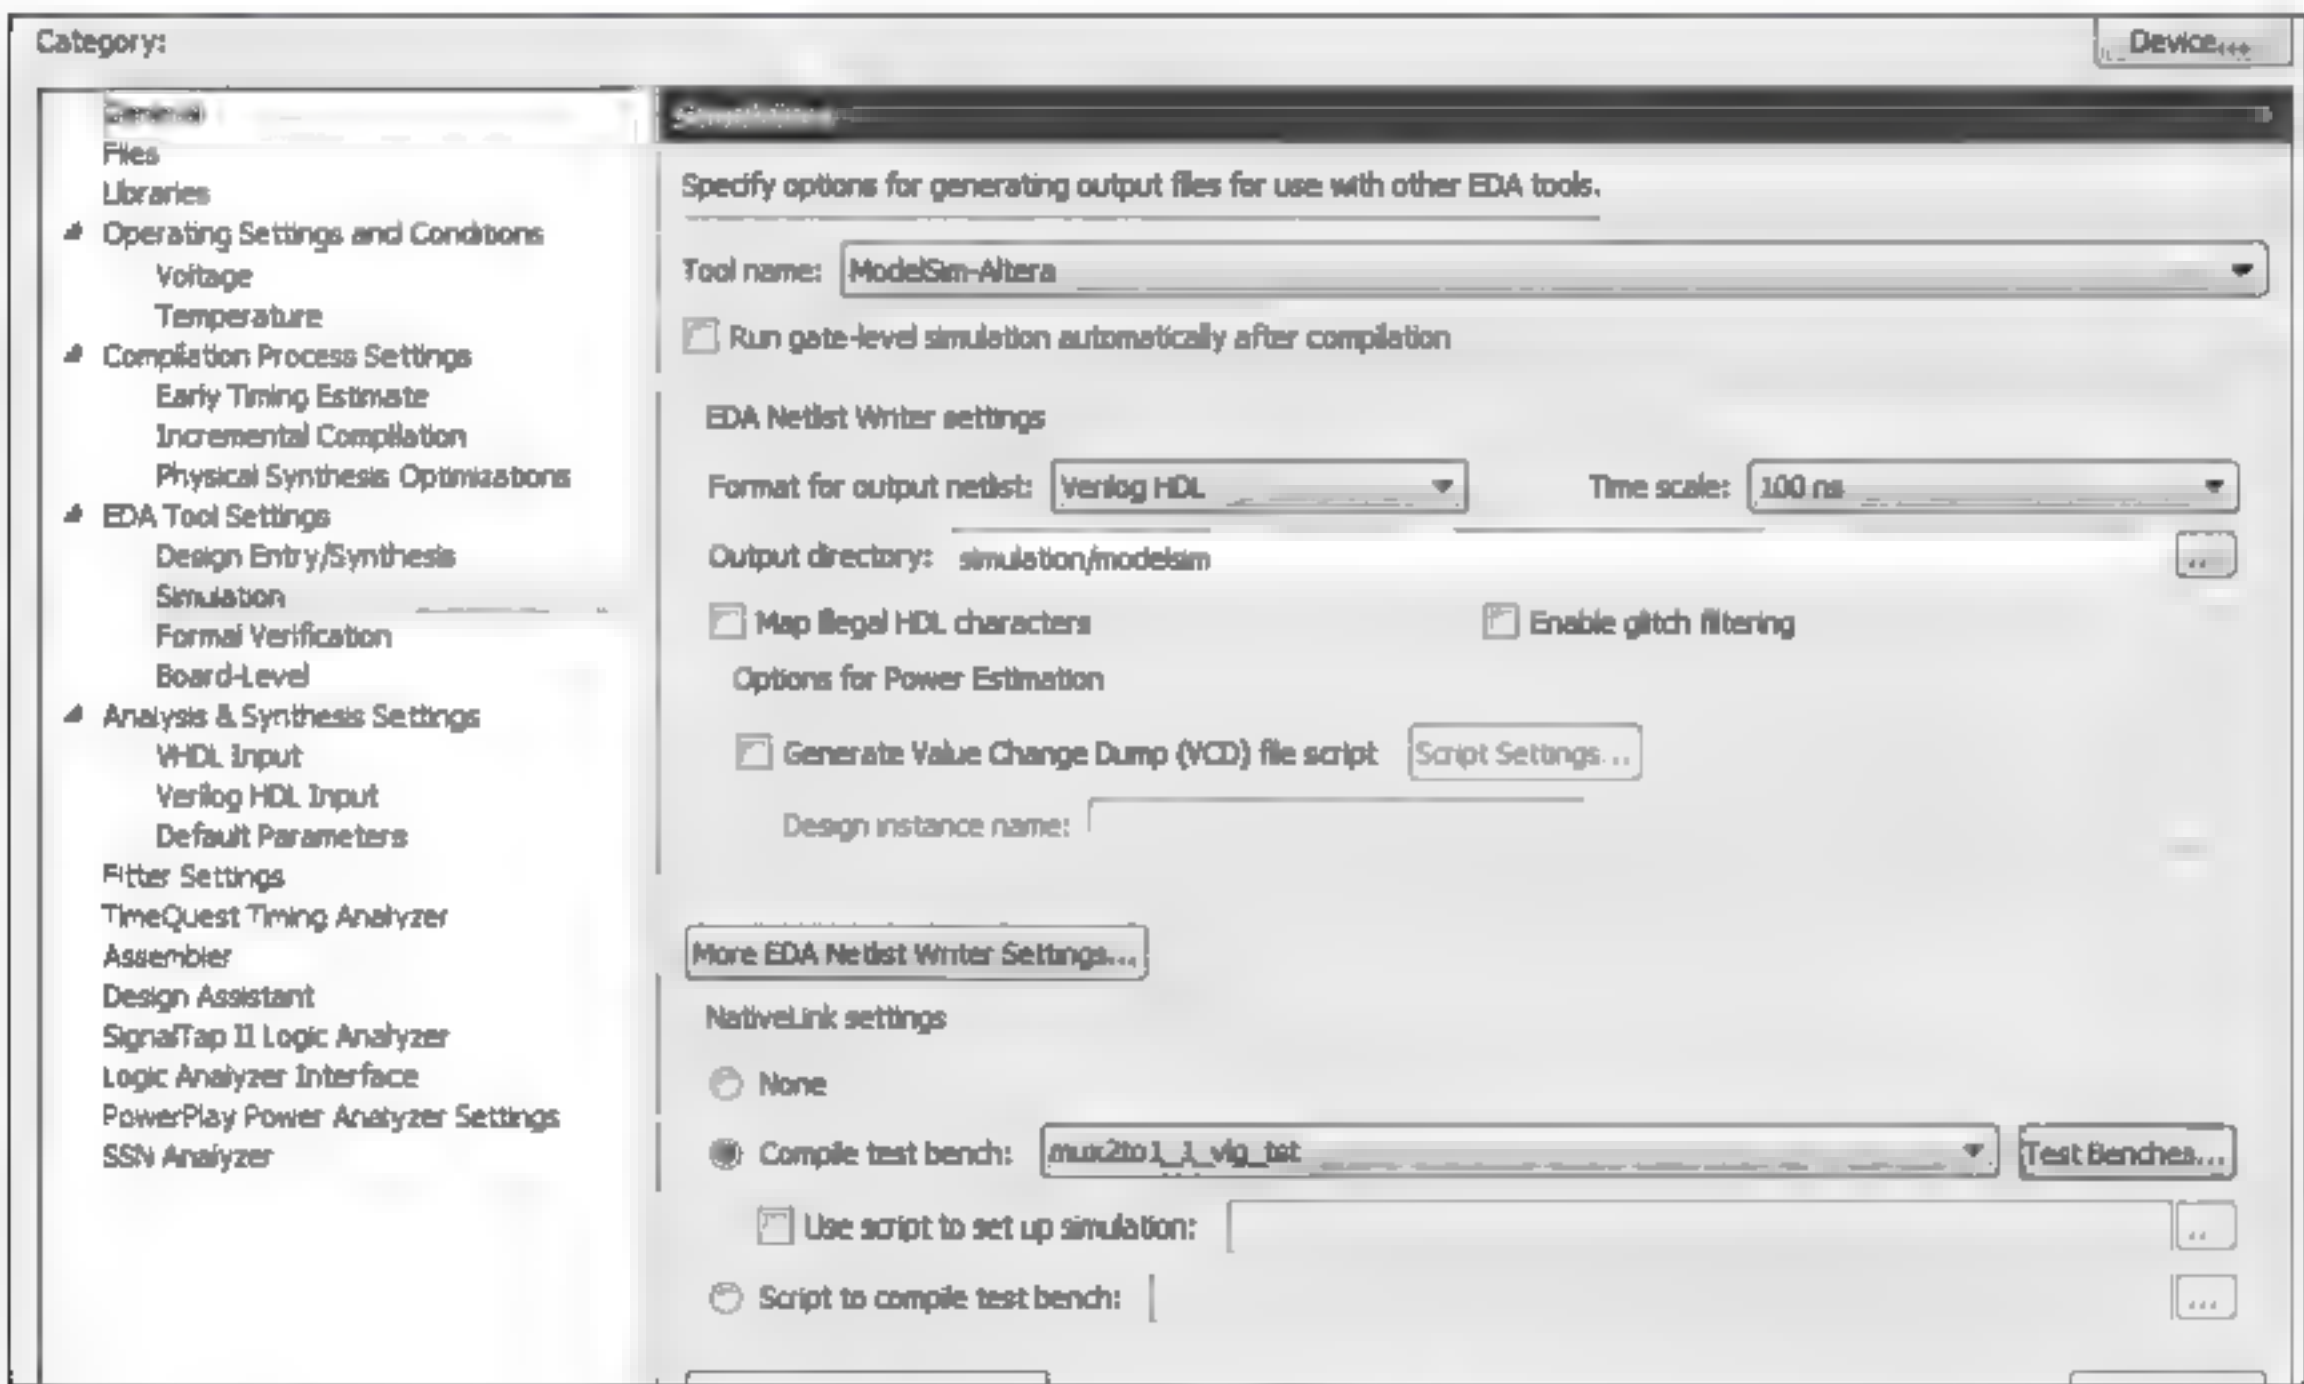 Category:
Device...
General
Simulation
Files
Libraries
Operating Settings and Conditions
Voltage
Temperature
Compilation Process Settings
Early Timing Estimate
Incremental Compilation
Physical Synthesis Optimizations
EDA Tool Settings
Design Entry/Synthesis
Simulation
Formal Verification
Board-Level
Analysis & Synthesis Settings
VHDL Input
Verilog HDL Input
Default Parameters
Fitter Settings
TimeQuest Timing Analyzer
Assembler
Design Assistant
SignalTap II Logic Analyzer
Logic Analyzer Interface
PowerPlay Power Analyzer Settings
SSN Analyzer
Specify options for generating output files for use with other EDA tools.
Tool name: ModelSim-Altera
Run gate-level simulation automatically after compilation
EDA Netlist Writer settings
Format for output netlist: Verilog HDL Time scale: 100 ns
Output directory: simulation/modelsim ...
Map illegal HDL characters Enable glitch filtering
Options for Power Estimation
Generate Value Change Dump (VCD) file script Script Settings...
Design instance name:
More EDA Netlist Writer Settings...
NativeLink settings
None
Compile test bench: mux2to1_1_vlg_tst Test Benches...
Use script to set up simulation: ...
Script to compile test bench: ...